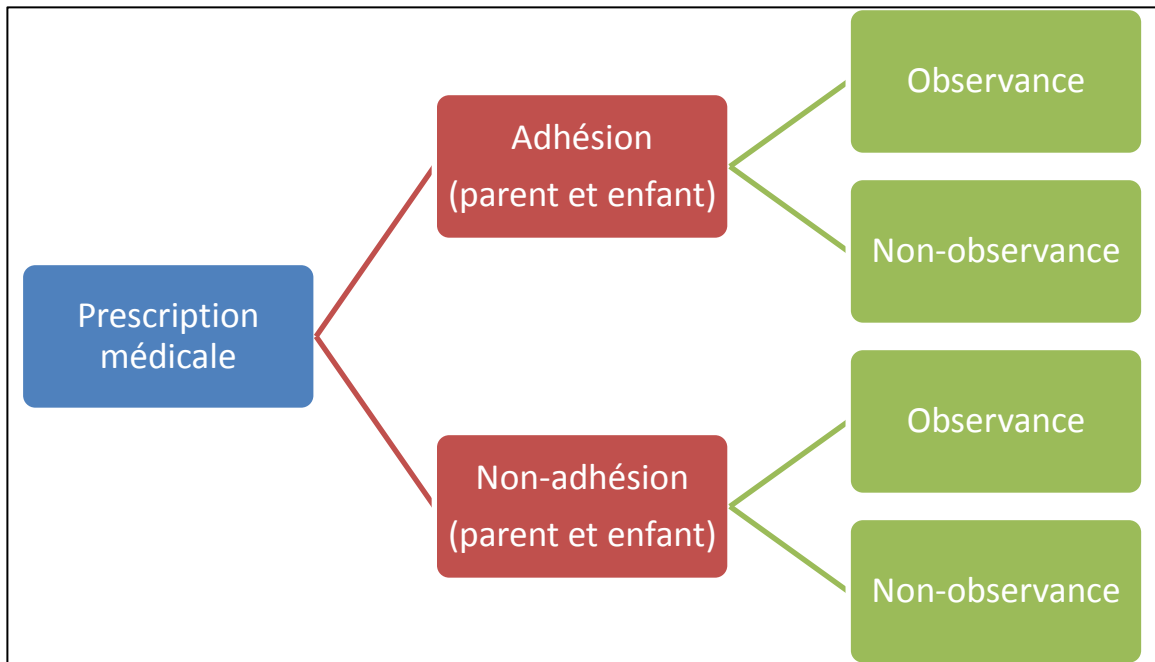 Prescription
médicale
Adhésion
(parent et enfant)
Observance
Non-observance
Non-adhésion
(parent et enfant)
Observance
Non-observance